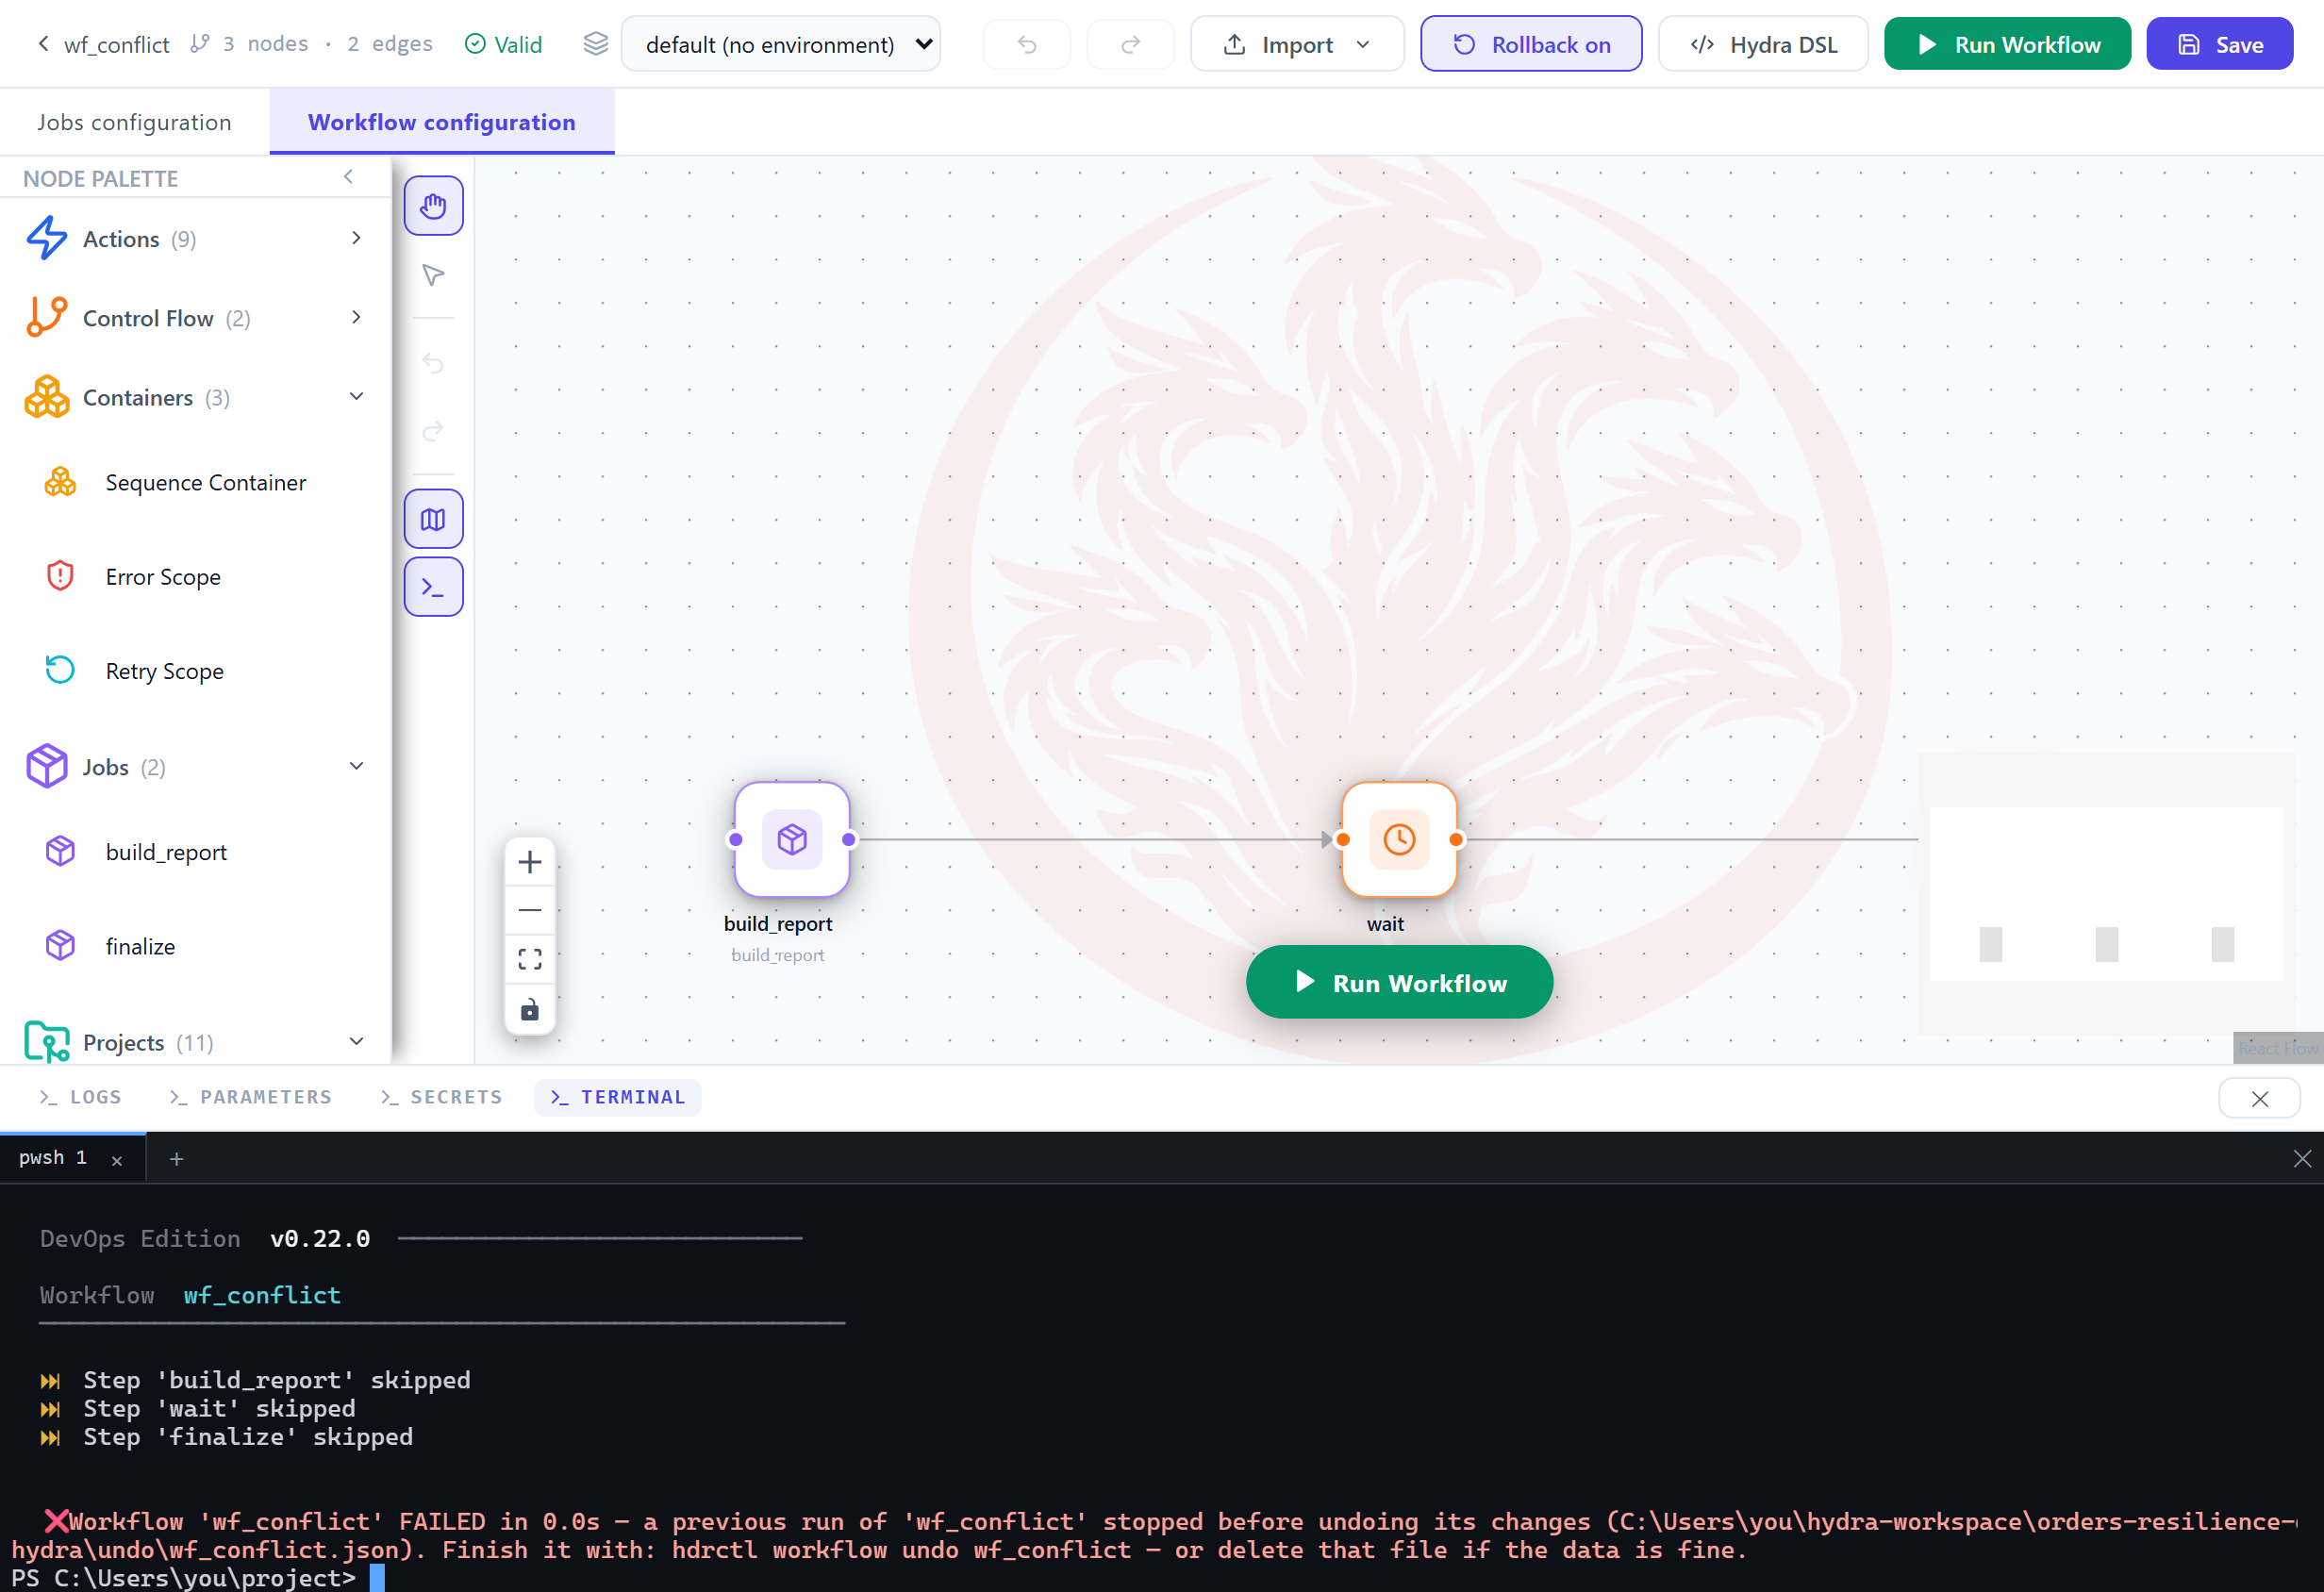 wf_conflict 3 nodes · 2 edges Valid default (no environment) Import Rollback on Hydra DSL Run Workflow Save
Jobs configuration Workflow configuration
NODE PALETTE
Actions (9)
Control Flow (2)
Containers (3)
Sequence Container
Error Scope
Retry Scope
Jobs (2)
build_report
finalize
Projects (11)
build_report
build_report
wait
Run Workflow
React Flow
LOGS PARAMETERS SECRETS TERMINAL
pwsh 1 × +
DevOps Edition v0.22.0
Workflow wf_conflict
Step 'build_report' skipped
Step 'wait' skipped
Step 'finalize' skipped
Workflow 'wf_conflict' FAILED in 0.0s — a previous run of 'wf_conflict' stopped before undoing its changes (C:\Users\you\hydra-workspace\orders-resilience-
hydra\undo\wf_conflict.json). Finish it with: hdrctl workflow undo wf_conflict — or delete that file if the data is fine.
PS C:\Users\you\project>